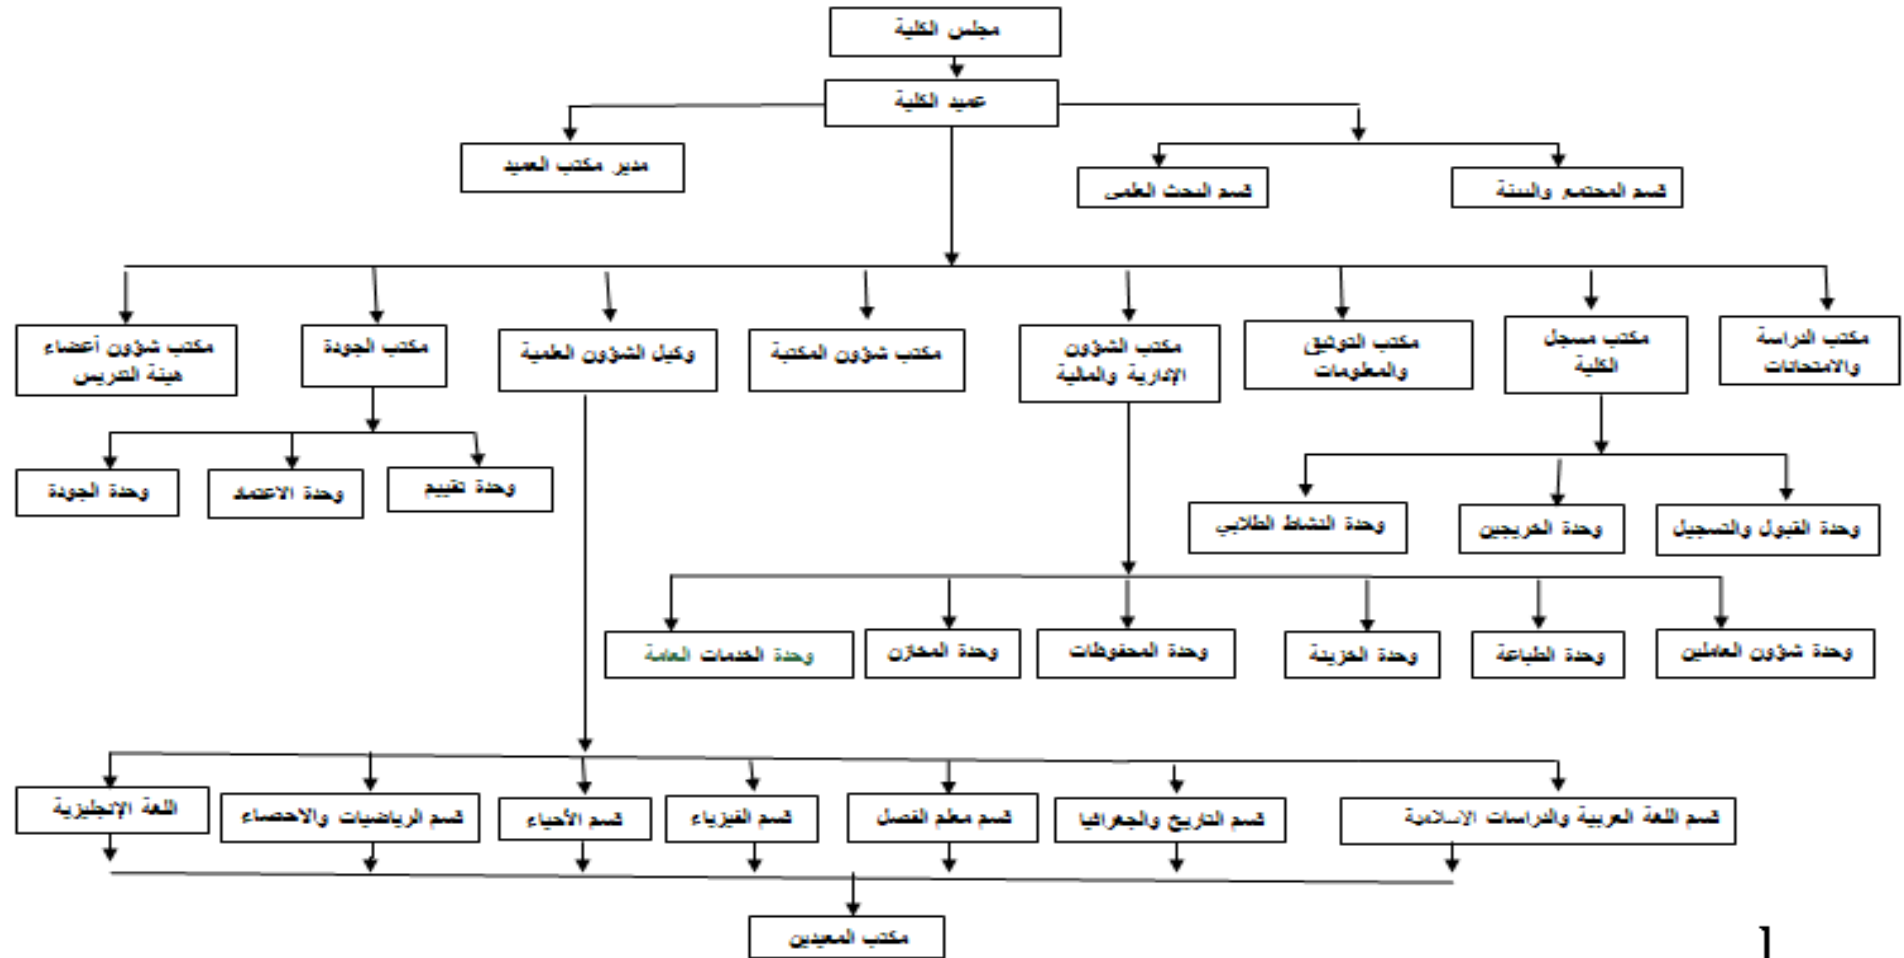 مجلس الكلية
عميد الكلية
مدير مكتب العميد
قسم البحث العلمى
قسم المجتمع والبيئة
مكتب الدراسة
والامتحانات
مكتب مسجل
الكلية
مكتب التوثيق
والمعلومات
مكتب الشؤون
الإدارية والمالية
مكتب شؤون المكتبة
وكيل الشؤون العلمية
مكتب الجودة
مكتب شؤون أعضاء
هيئة التدريس
وحدة تقييم
وحدة الاعتماد
وحدة الجودة
وحدة القبول والتسجيل
وحدة الخريجين
وحدة النشاط الطلابي
وحدة شؤون العاملين
وحدة الطباعة
وحدة الخزينة
وحدة المحفوظات
وحدة المخازن
وحدة الخدمات العامة
قسم اللغة العربية والدراسات الإسلامية
قسم التاريخ والجغرافيا
قسم معلم الفصل
قسم الفيزياء
قسم الأحياء
قسم الرياضيات والاحصاء
اللغة الإنجليزية
مكتب المعيدين